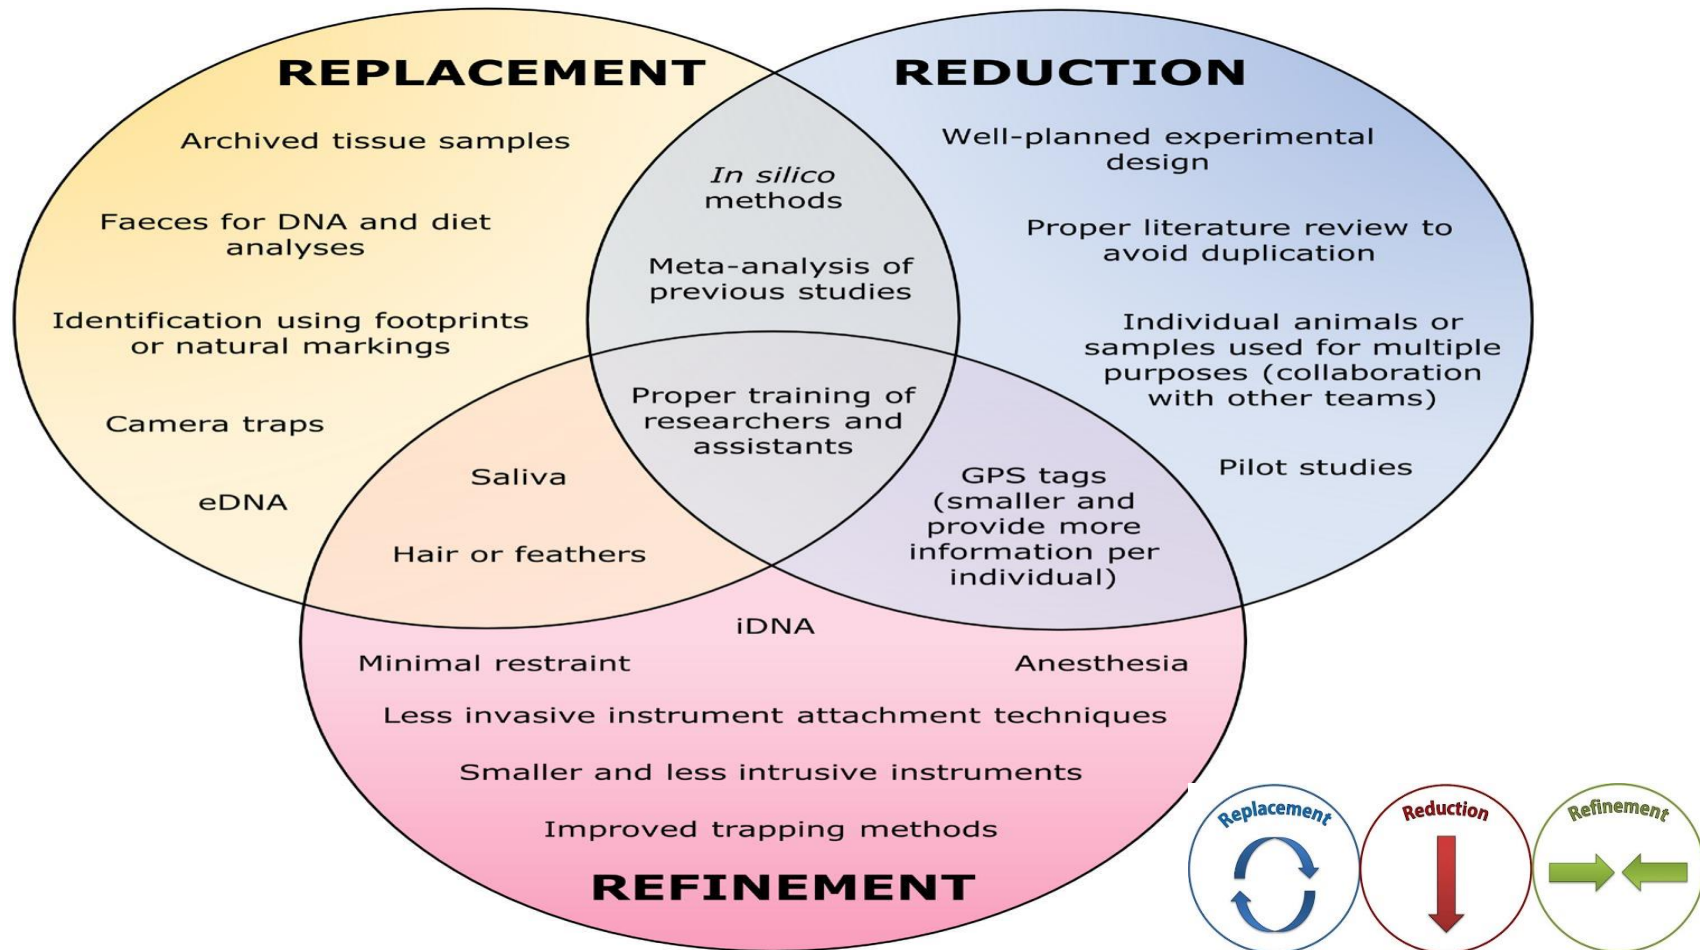 REPLACEMENT
Archived tissue samples
Faeces for DNA and diet
analyses
Identification using footprints
or natural markings
Camera traps
eDNA
In silico
methods
Meta-analysis of
previous studies
REDUCTION
Well-planned experimental
design
Proper literature review to
avoid duplication
Individual animals or
samples used for multiple
purposes (collaboration
with other teams)
Pilot studies
Proper training of
researchers and
assistants
Saliva
Hair or feathers
GPS tags
(smaller and
provide more
information per
individual)
iDNA
Minimal restraint
Anesthesia
Less invasive instrument attachment techniques
Smaller and less intrusive instruments
Improved trapping methods
REFINEMENT
Replacement
Reduction
Refinement